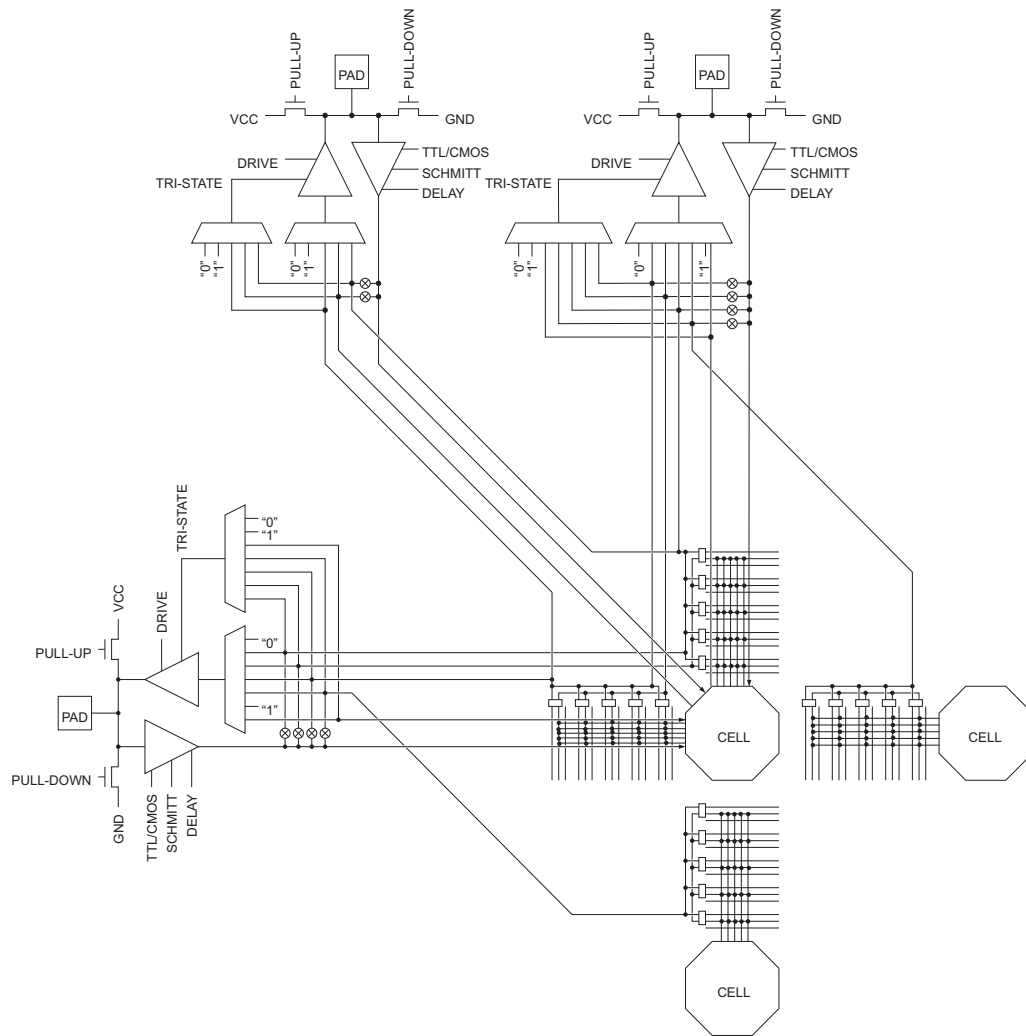 PULL-UP
PAD
PULL-DOWN
VCC
GND
DRIVE
TTL/CMOS
SCHMITT
DELAY
TRI-STATE
“0”
“1”
“0”
“1”
PULL-UP
PAD
PULL-DOWN
VCC
GND
DRIVE
TTL/CMOS
SCHMITT
DELAY
TRI-STATE
“0”
“1”
“0”
“1”
TRI-STATE
“0”
“1”
VCC
DRIVE
PULL-UP
“0”
“1”
PAD
PULL-DOWN
GND
TTL/CMOS
SCHMITT
DELAY
CELL
CELL
CELL